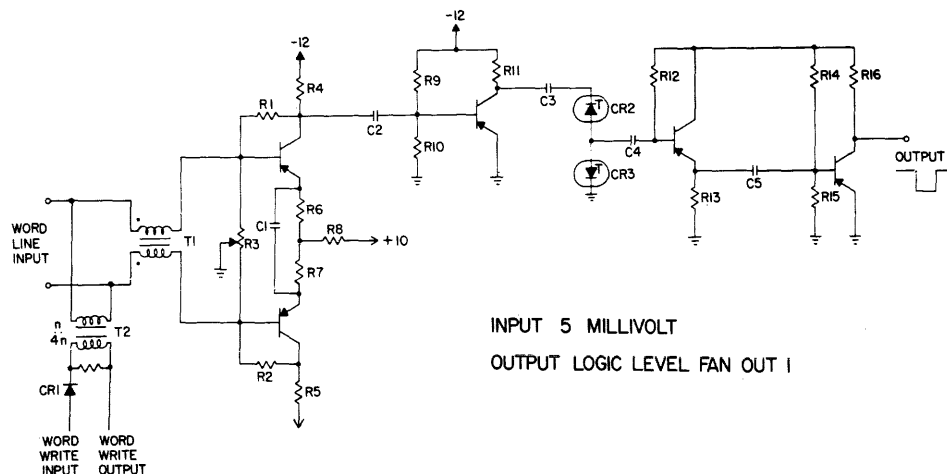 -12
R4
R1
C2
-12
R9
R11
R10
C3
T CR2
C4
T CR3
R12
R14
R16
OUTPUT
C5
R13
R15
WORD
LINE
INPUT
T1
R3
C1
R6
R8
+10
R7
R2
R5
n
4n
T2
CR1
WORD
WRITE
INPUT
WORD
WRITE
OUTPUT
INPUT 5 MILLIVOLT
OUTPUT LOGIC LEVEL FAN OUT 1